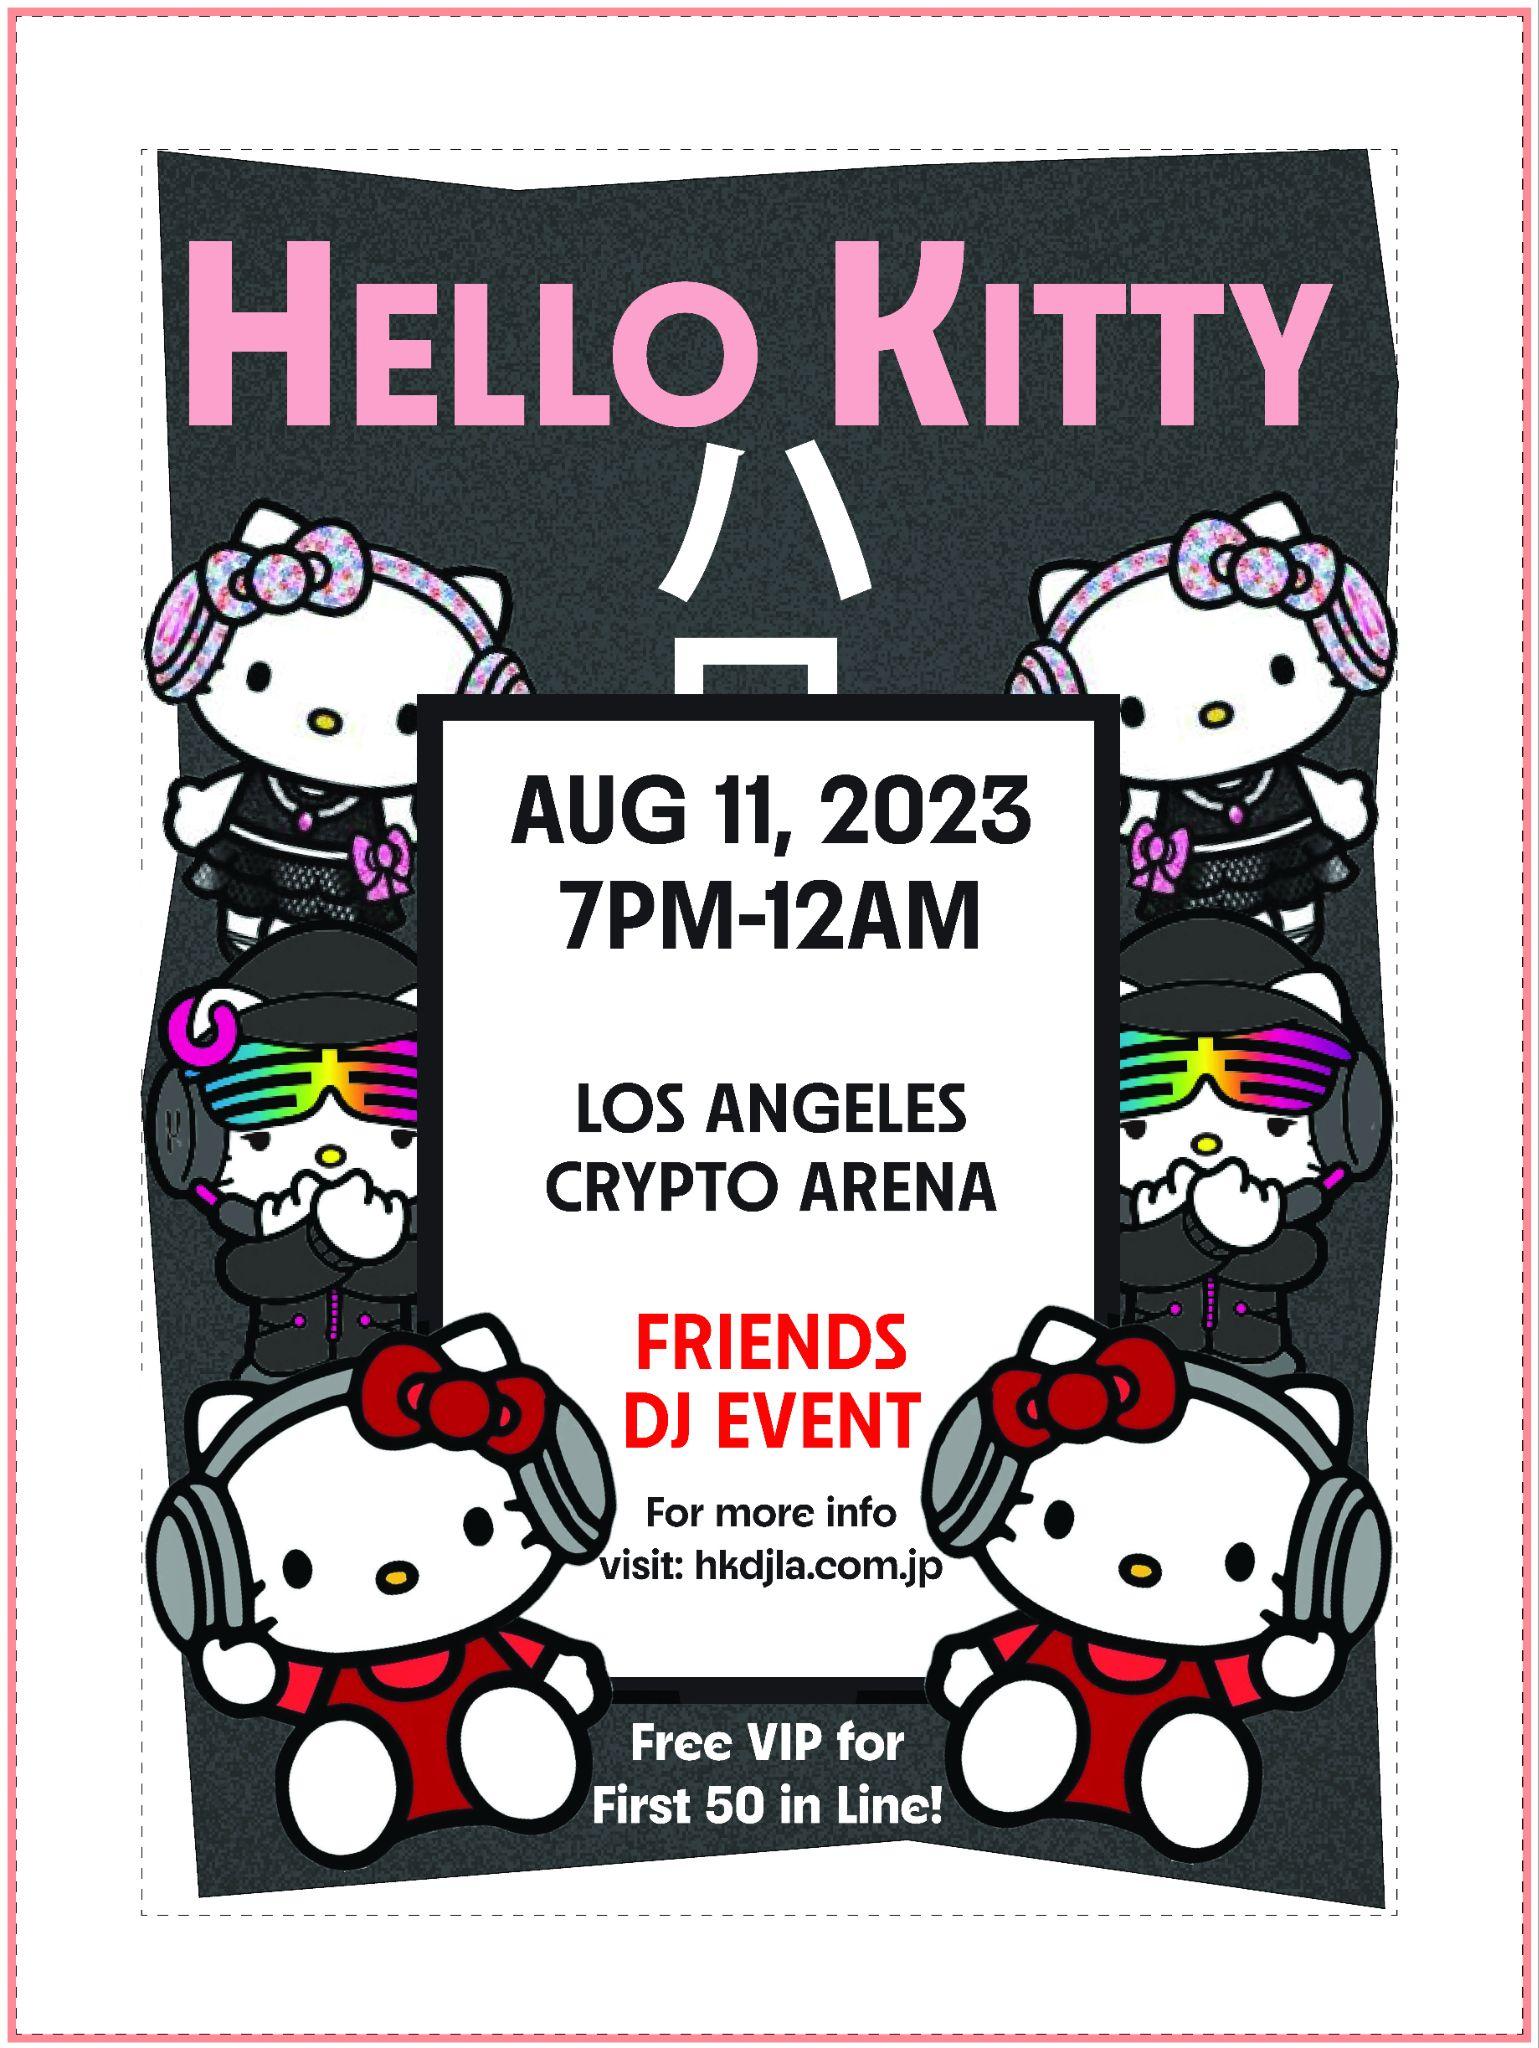 HELLO KITTY
ハ
AUG 11, 2023
7PM-12AM
LOS ANGELES
CRYPTO ARENA
FRIENDS
DJ EVENT
For more info
visit: hkdjla.com.jp
Free VIP for
First 50 in Line!